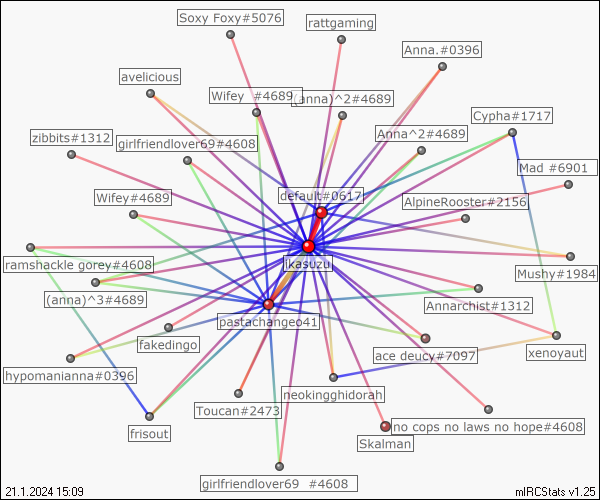 Soxy Foxy#5076
rattgaming
Anna.#0396
avelicious
Wifey #4689
(anna)^2#4689
Cypha#1717
zibbits#1312
girlfriendlover69#4608
Anna^2#4689
Mad #6901
Wifey#4689
default#0617
AlpineRooster#2156
ikasuzu
ramshackle gorey#4608
Mushy#1984
(anna)^3#4689
Annarchist#1312
pastachangeo41
fakedingo
ace deucy#7097
xenoyaut
hypomanianna#0396
neokingghidorah
Toucan#2473
no cops no laws no hope#4608
frisout
Skalman
girlfriendlover69 #4608
21.1.2024 15:09
mIRCStats v1.25